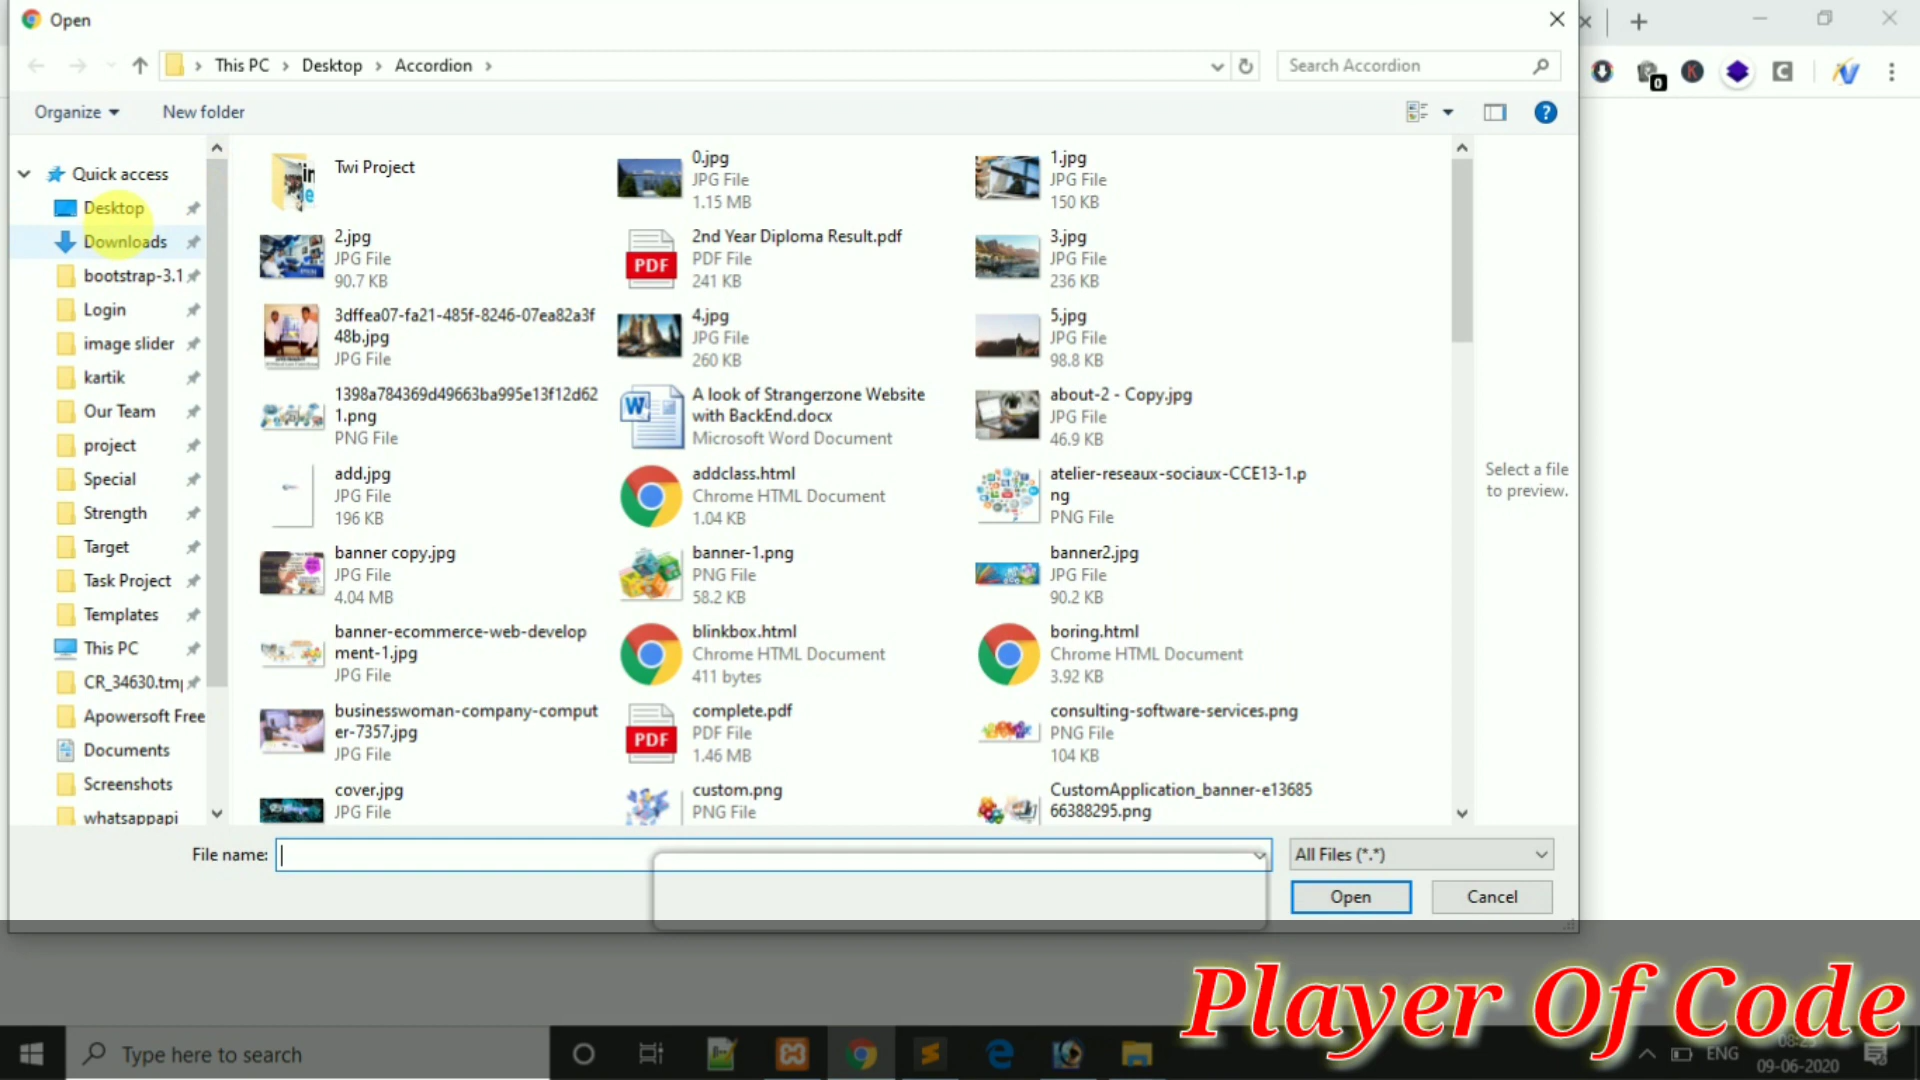 Open
This PC > Desktop > Accordion >
Search Accordion
0
K
C
Organize
New folder
?
Quick access
Desktop
Downloads
bootstrap-3.1
Login
image slider
kartik
Our Team
project
Special
Strength
Target
Task Project
Templates
This PC
CR_34630.tmp
Apowersoft Free
Documents
Screenshots
whatsappapi
Twi Project
0.jpg
JPG File
1.15 MB
1.jpg
JPG File
150 KB
2.jpg
JPG File
90.7 KB
PDF
2nd Year Diploma Result.pdf
PDF File
241 KB
3.jpg
JPG File
236 KB
3dffea07-fa21-485f-8246-07ea82a3f
48b.jpg
JPG File
4.jpg
JPG File
260 KB
5.jpg
JPG File
98.8 KB
1398a784369d49663ba995e13f12d62
1.png
PNG File
W
A look of Strangerzone Website
with BackEnd.docx
Microsoft Word Document
about-2 - Copy.jpg
JPG File
46.9 KB
add.jpg
JPG File
196 KB
addclass.html
Chrome HTML Document
1.04 KB
atelier-reseaux-sociaux-CCE13-1.p
ng
PNG File
banner copy.jpg
JPG File
4.04 MB
banner-1.png
PNG File
58.2 KB
banner2.jpg
JPG File
90.2 KB
banner-ecommerce-web-develop
ment-1.jpg
JPG File
blinkbox.html
Chrome HTML Document
411 bytes
boring.html
Chrome HTML Document
3.92 KB
businesswoman-company-comput
er-7357.jpg
JPG File
PDF
complete.pdf
PDF File
1.46 MB
consulting-software-services.png
PNG File
104 KB
cover.jpg
JPG File
custom.png
PNG File
CustomApplication_banner-e13685
66388295.png
Select a file
to preview.
File name:
All Files (*.*)
Open
Cancel
Player Of Code
Type here to search
ENG
08:25
09-06-2020